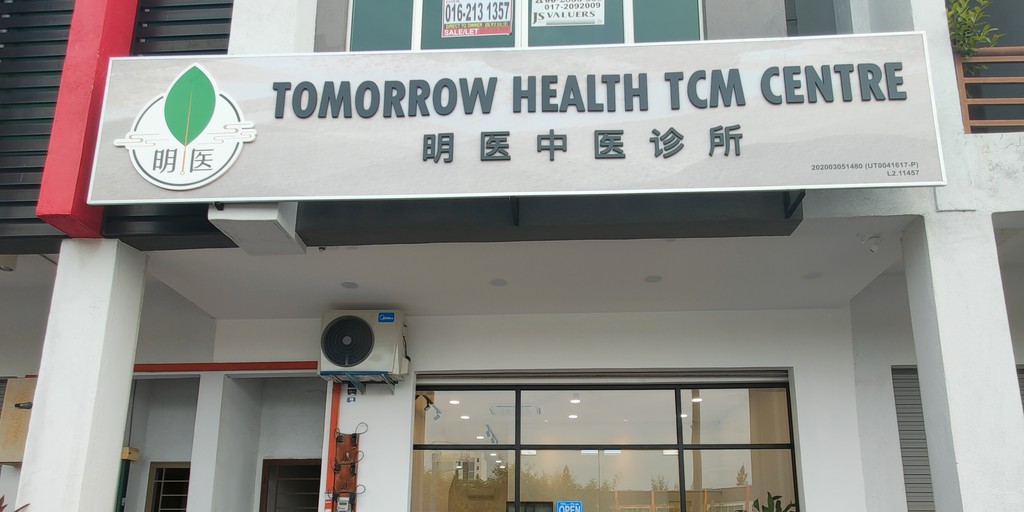 016-213 1357
SALE/LET
017-2092009
JS VALUERS
TOMORROW HEALTH TCM CENTRE
明医中医诊所
明医
202003051480 (UT0041617-P)
L2.11457
Midea
OPEN